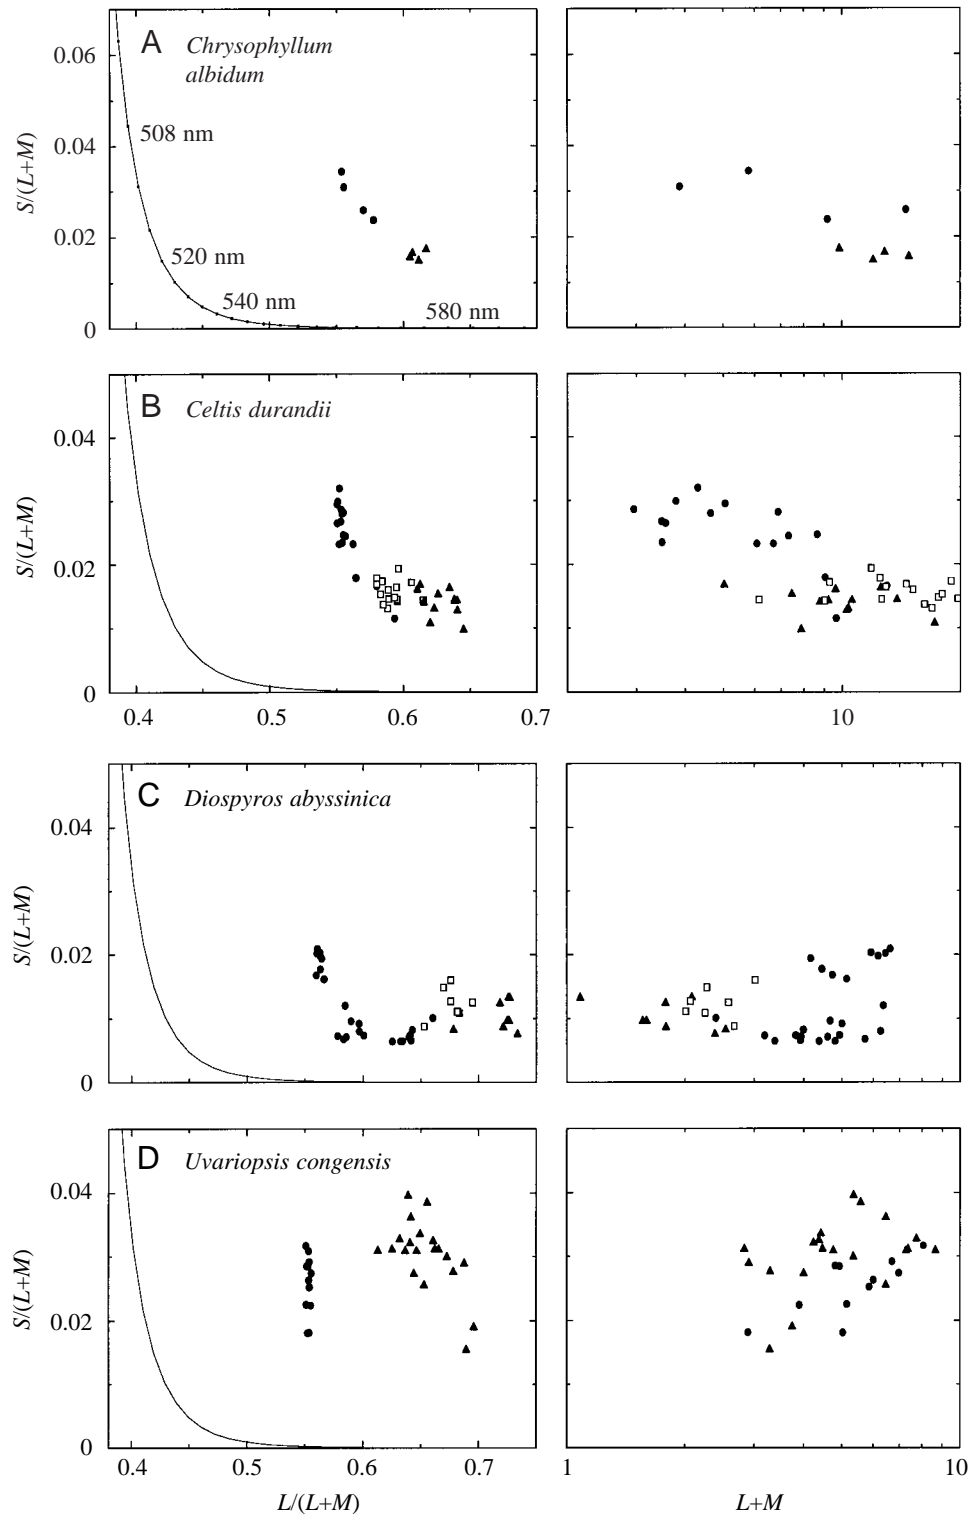 A Chrysophyllum
albidum
0.06
0.04
0.02
0
S/(L+M)
508 nm
520 nm
540 nm
580 nm
B Celtis durandii
0.04
0.02
0
S/(L+M)
0.4 0.5 0.6 0.7
10
C Diospyros abyssinica
0.04
0.02
0
S/(L+M)
D Uvariopsis congensis
0.04
0.02
0
S/(L+M)
0.4 0.5 0.6 0.7
1 10
L/(L+M)
L+M